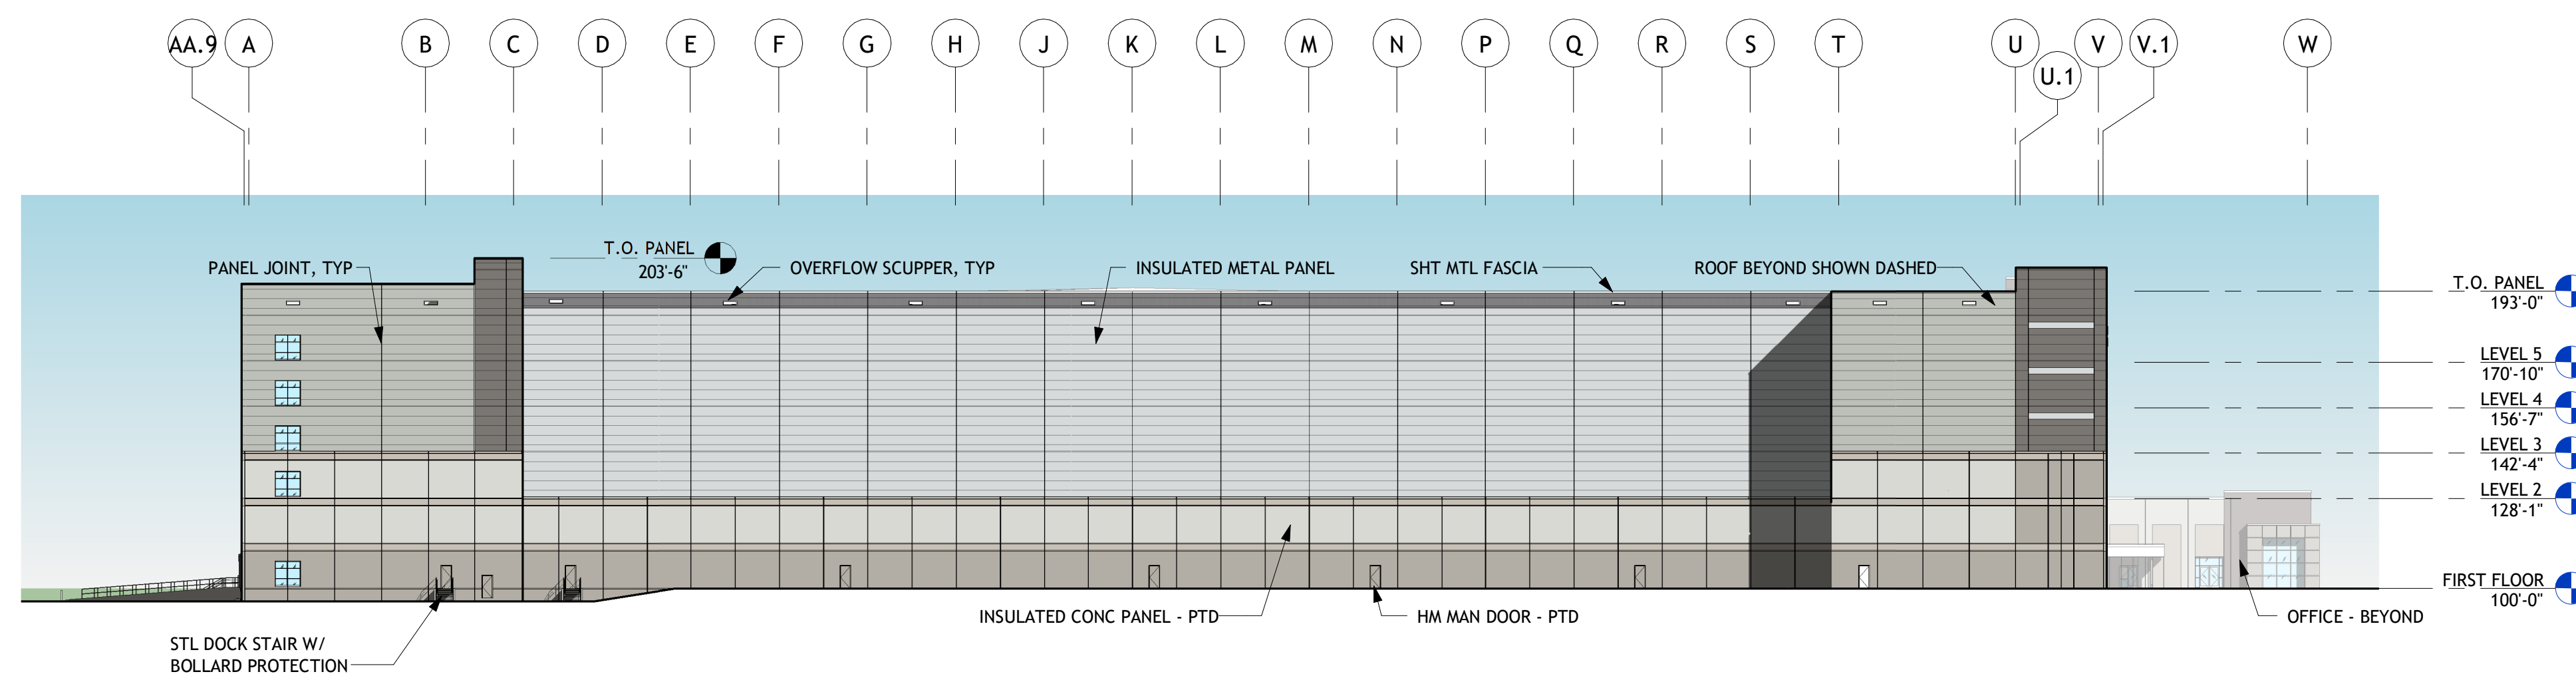 AA.9 A B C D E F G H J K L M N P Q R S T U U.1 V V.1 W
T.O. PANEL
203'-6"
PANEL JOINT, TYP
OVERFLOW SCUPPER, TYP
INSULATED METAL PANEL
SHT MTL FASCIA
ROOF BEYOND SHOWN DASHED
T.O. PANEL
193'-0"
LEVEL 5
170'-10"
LEVEL 4
156'-7"
LEVEL 3
142'-4"
LEVEL 2
128'-1"
FIRST FLOOR
100'-0"
INSULATED CONC PANEL - PTD
HM MAN DOOR - PTD
OFFICE - BEYOND
STL DOCK STAIR W/
BOLLARD PROTECTION